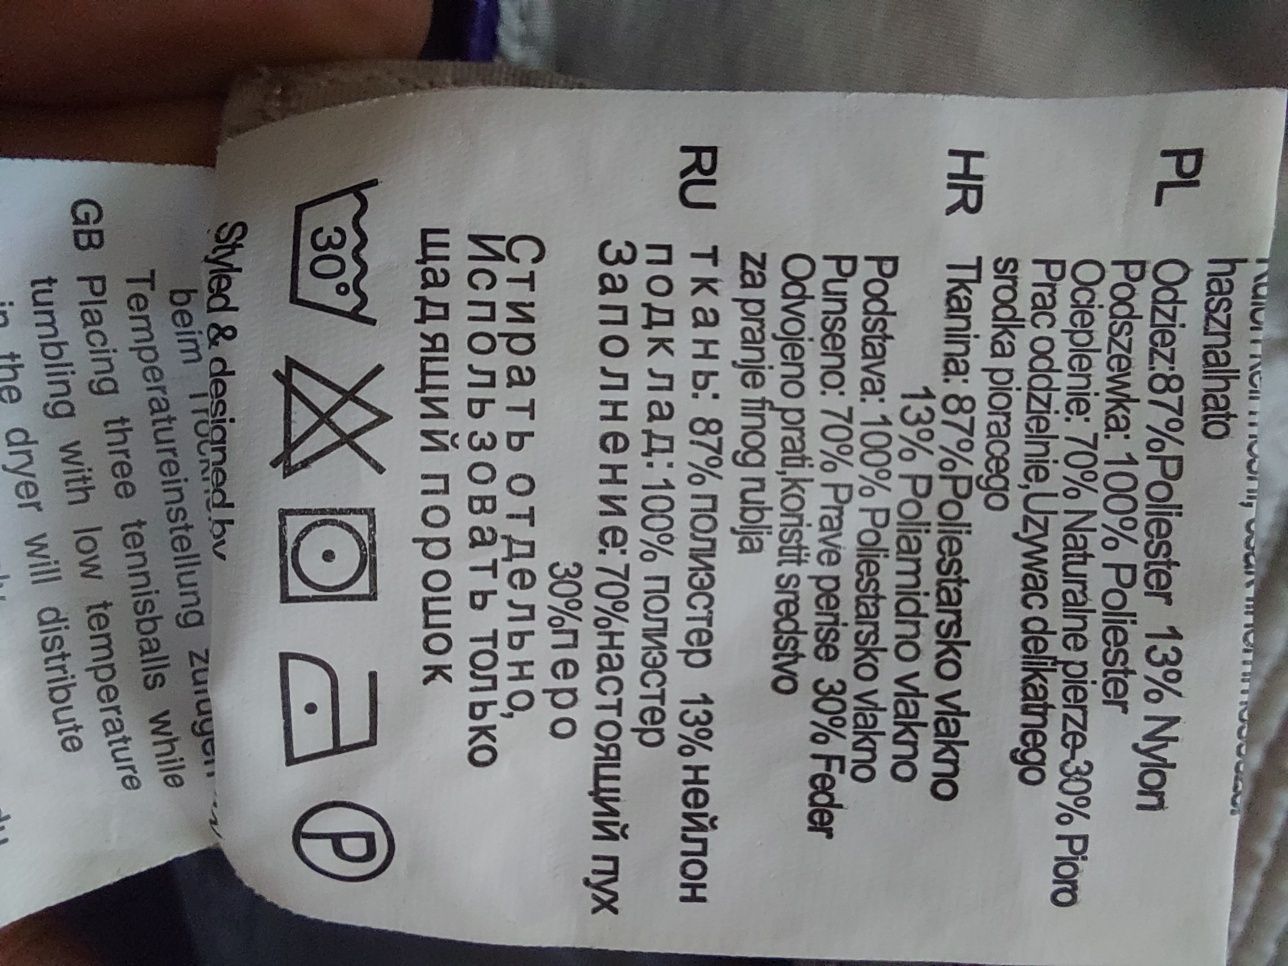 hasznalhato
PL Odziez:87%Poliester 13% Nylon
Podszewka: 100% Poliester
Ocieplenie: 70% Naturalne pierze-30% Pioro
Prac oddzielnie,Uzywac delikatnego
srodka pioracego
HR Tkanina: 87%Poliestarsko vlakno
13% Poliamidno vlakno
Podstava: 100% Poliestarsko vlakno
Punseno: 70% Prave perise 30% Feder
Odvojeno prati,koristit sredstvo
za pranje finog rublja
RU ткань: 87%полиэстер 13%нейлон
подклад:100% полиэстер
Заполнение:70%настоящий пух
30%перо
Стирать отдельно,
Использовать только
щадящий порошок
30°
P
Styled & designed by
beim
Temperatureinstellung
GB Placing three tennisballs while
tumbling with low temperature
in the dryer will distribute